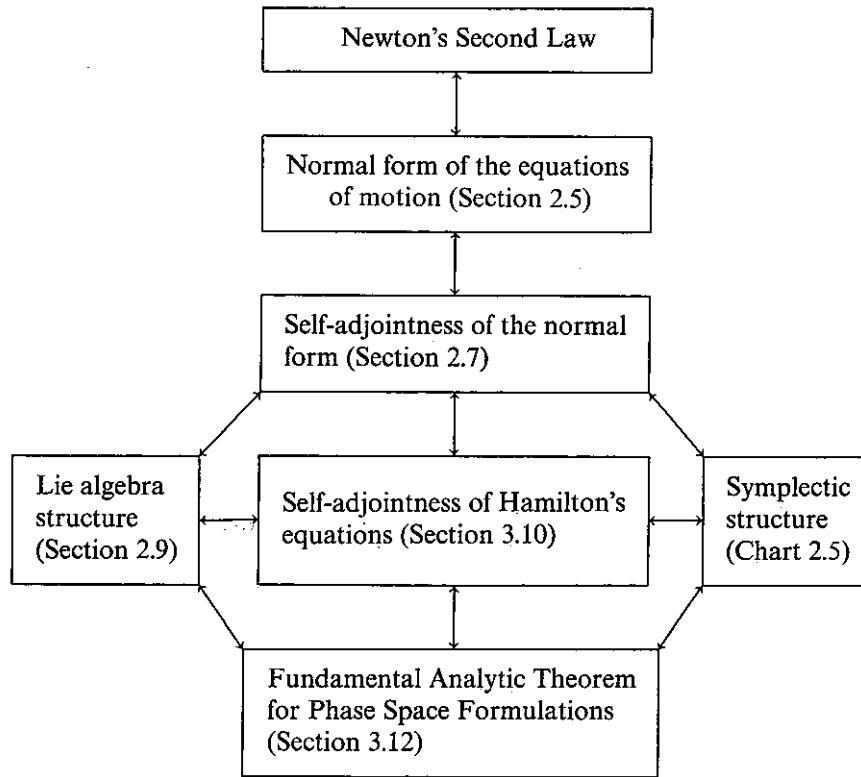 Newton's Second Law
Normal form of the equations
of motion (Section 2.5)
Self-adjointness of the normal
form (Section 2.7)
Lie algebra
structure
(Section 2.9)
Self-adjointness of Hamilton's
equations (Section 3.10)
Symplectic
structure
(Chart 2.5)
Fundamental Analytic Theorem
for Phase Space Formulations
(Section 3.12)